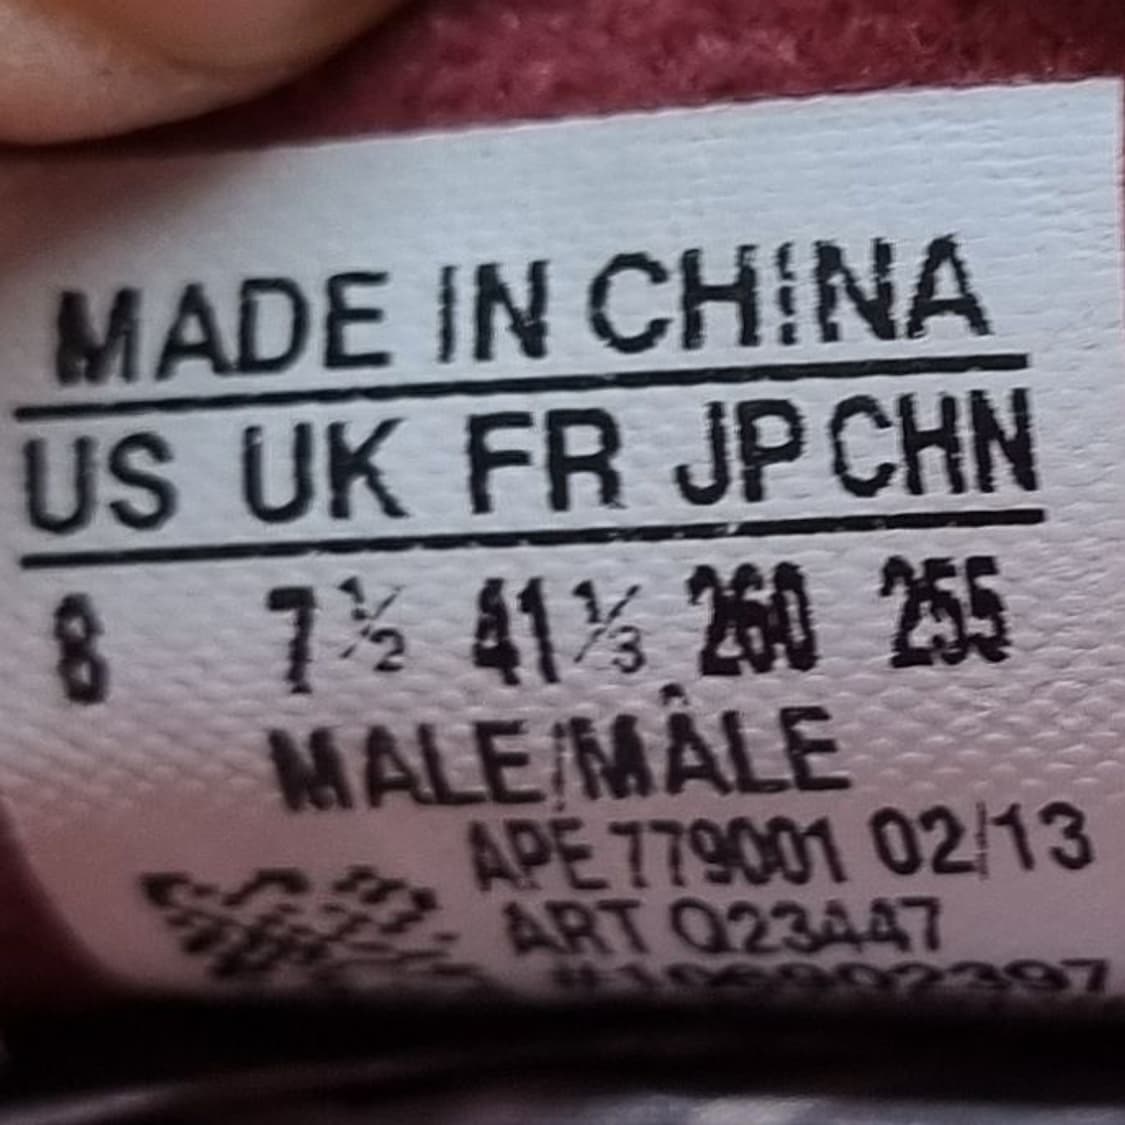 MADE IN CHINA
US UK FR JP CHN
8 7½ 41⅓ 260 255
MALE/MÂLE
APE 779001 02/13
ART Q23447